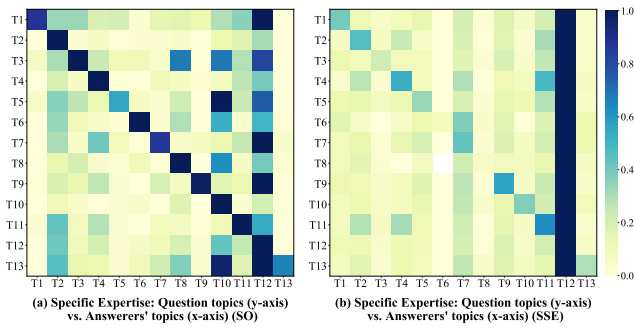 T1
T2
T3
T4
T5
T6
T7
T8
T9
T10
T11
T12
T13
T1 T2 T3 T4 T5 T6 T7 T8 T9 T10 T11 T12 T13
(a) Specific Expertise: Question topics (y-axis)
vs. Answerers' topics (x-axis) (SO)
T1
T2
T3
T4
T5
T6
T7
T8
T9
T10
T11
T12
T13
T1 T2 T3 T4 T5 T6 T7 T8 T9 T10 T11 T12 T13
(b) Specific Expertise: Question topics (y-axis)
vs. Answerers' topics (x-axis) (SSE)
1.0
0.8
0.6
0.4
0.2
0.0